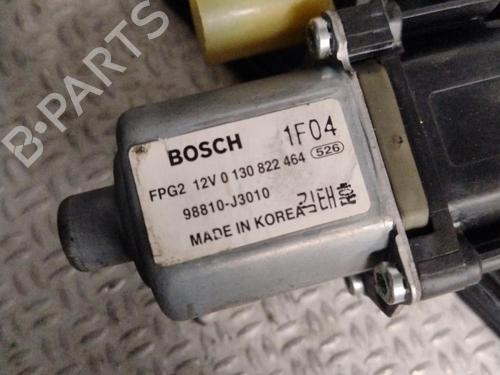 B-PARTS
BOSCH 1F04
FPG2 12V 0 130 822 464 526
98810-J3010
MADE IN KOREA